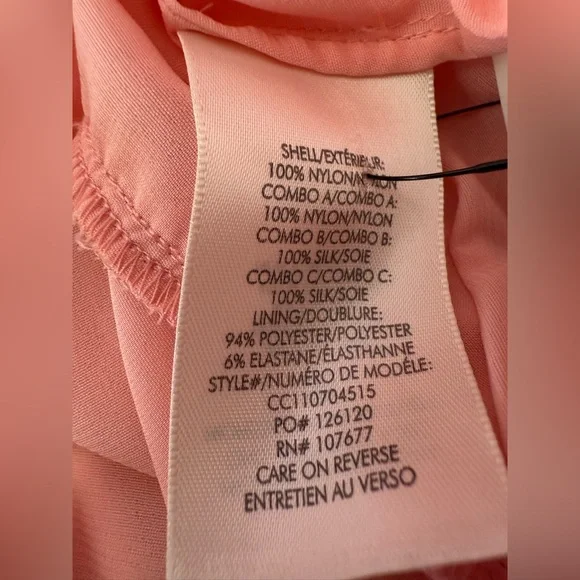 SHELL/EXTÉRIEUR:
100% NYLON/NYLON
COMBO A/COMBO A:
100% NYLON/NYLON
COMBO B/COMBO B:
100% SILK/SOIE
COMBO C/COMBO C:
100% SILK/SOIE
LINING/DOUBLURE:
94% POLYESTER/POLYESTER
6% ELASTANE/ÉLASTHANNE
STYLE#/NUMÉRO DE MODÈLE:
CC110704515
PO# 126120
RN# 107677
CARE ON REVERSE
ENTRETIEN AU VERSO